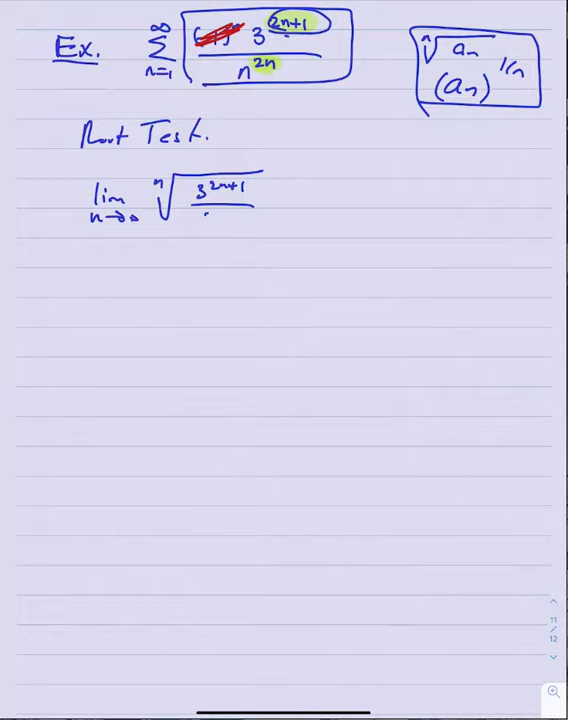 Ex. ∑ n=1 ∞ 3^{2n+1} / n^{2n}
ⁿ√aₙ
(aₙ)^{1/n}
Root Test.
lim n→∞ ⁿ√(3^{2n+1} /
11
/
12